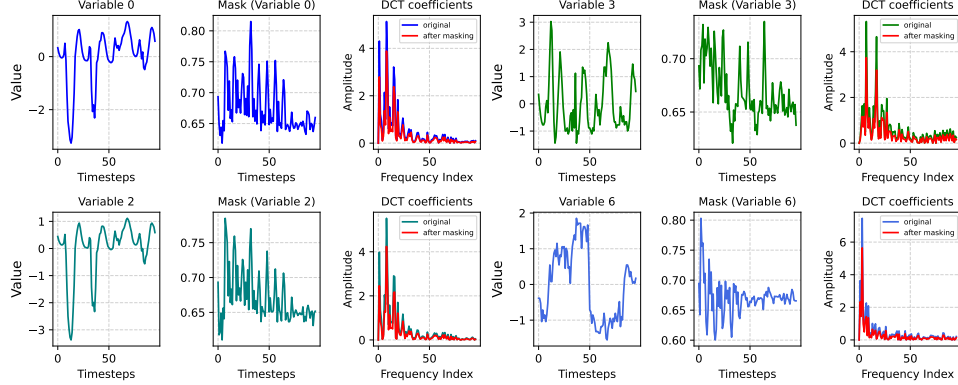 Variable 0
Value
0
−2
0
50
Timesteps
Mask (Variable 0)
0.80
0.75
0.70
0.65
0
50
Timesteps
DCT coefficients
Amplitude
4
2
0
original
after masking
0
50
Frequency Index
Variable 3
Value
3
2
1
0
−1
0
50
Timesteps
Mask (Variable 3)
0.70
0.65
0
50
Timesteps
DCT coefficients
Amplitude
4
2
0
original
after masking
0
50
Frequency Index
Variable 2
Value
1
0
−1
−2
−3
0
50
Timesteps
Mask (Variable 2)
0.75
0.70
0.65
0
50
Timesteps
DCT coefficients
Amplitude
4
2
0
original
after masking
0
50
Frequency Index
Variable 6
Value
2
1
0
−1
0
50
Timesteps
Mask (Variable 6)
0.80
0.75
0.70
0.65
0.60
0
50
Timesteps
DCT coefficients
Amplitude
6
4
2
0
original
after masking
0
50
Frequency Index